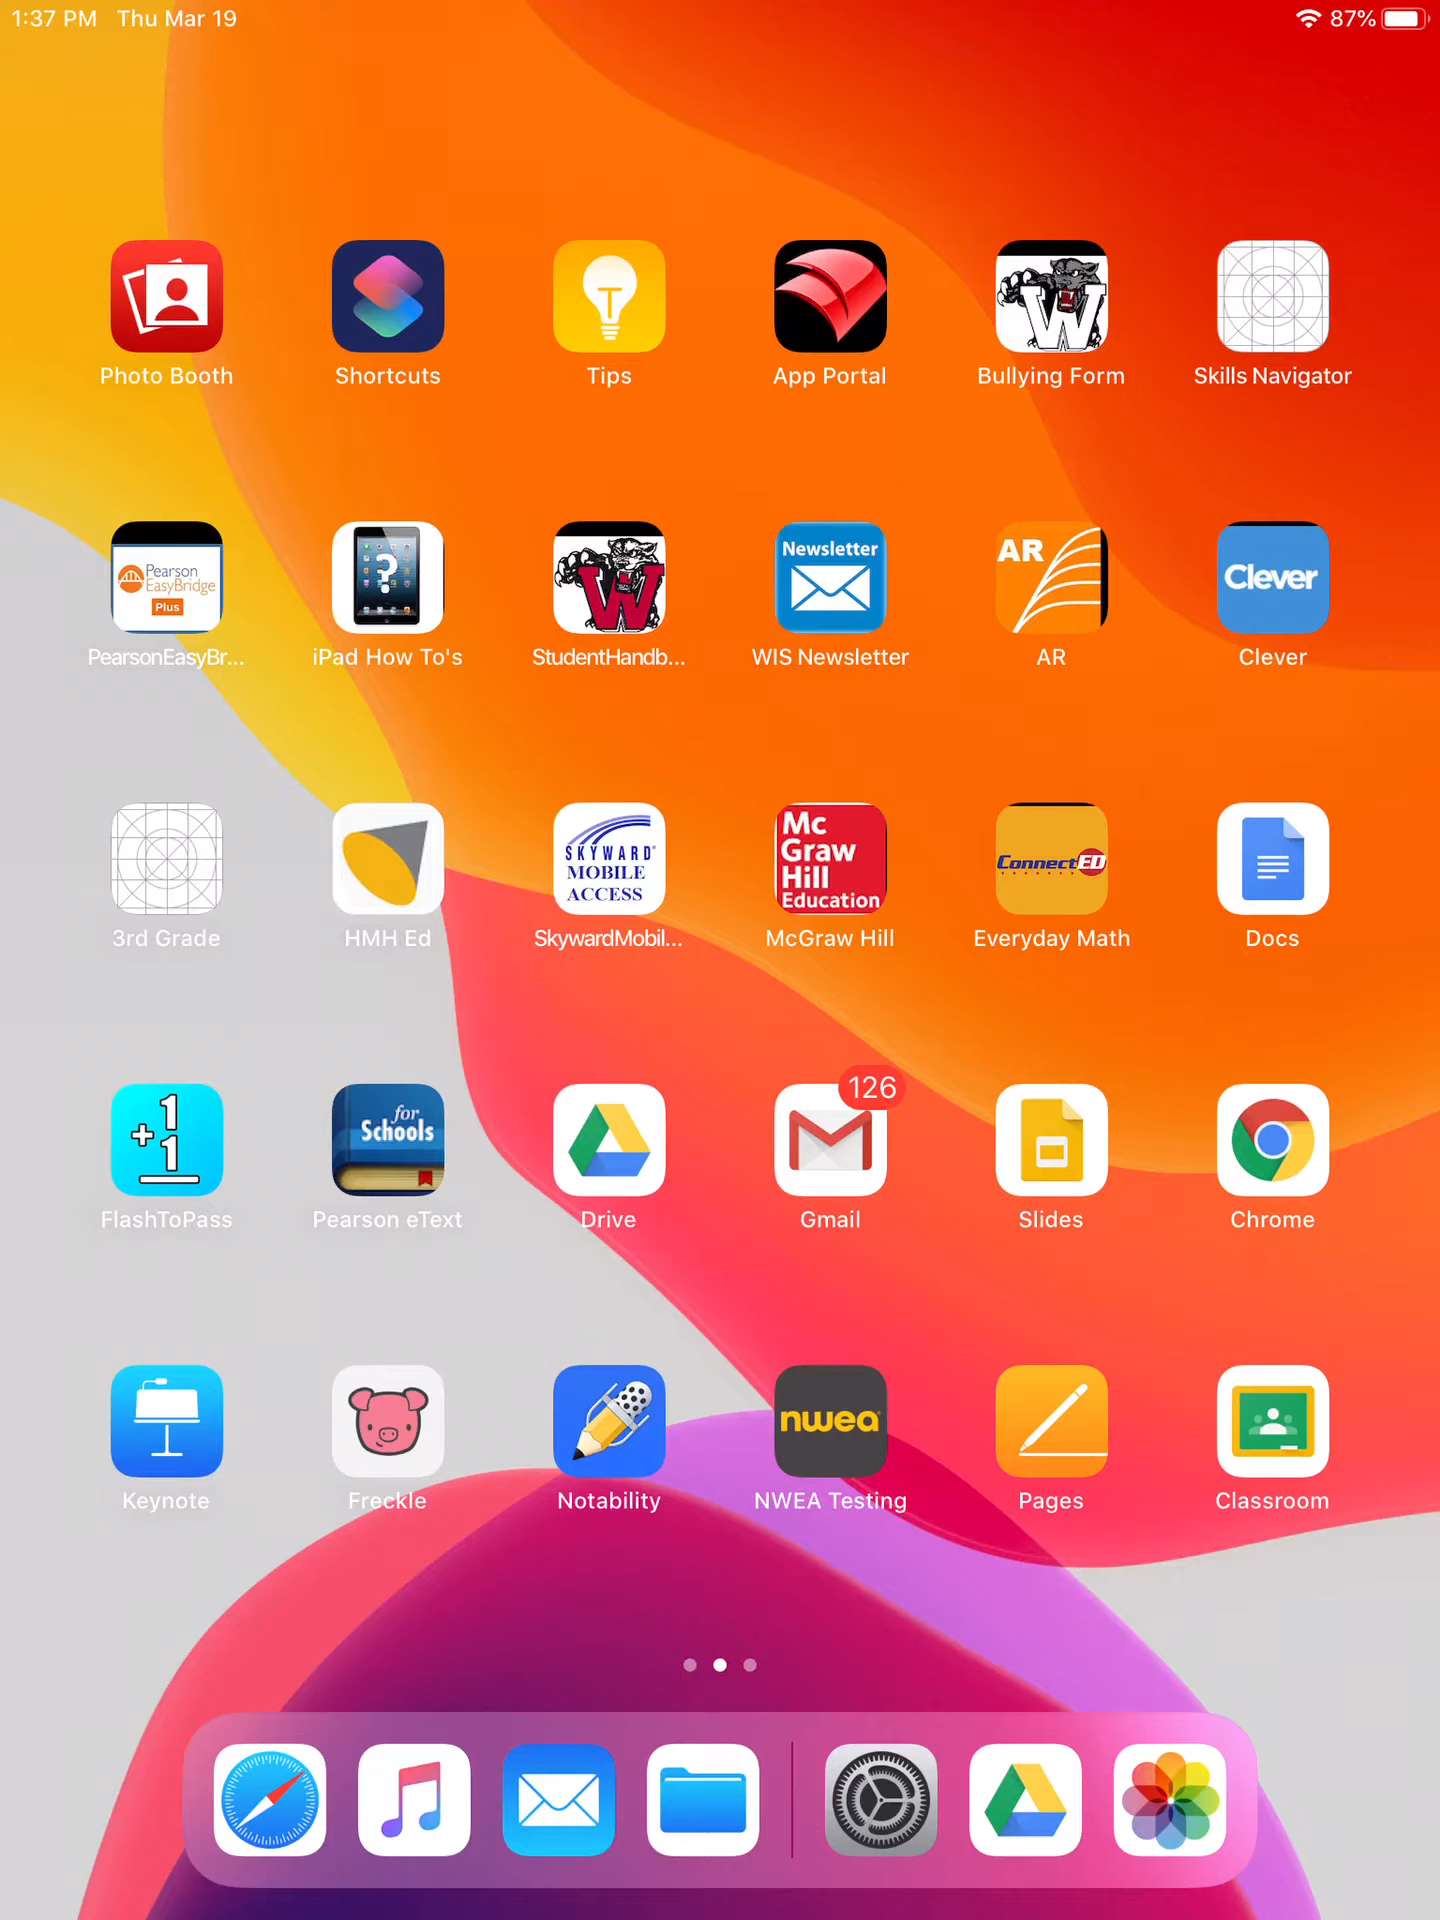 1:37 PM Thu Mar 19 87%
Photo Booth Shortcuts T Tips App Portal W Bullying Form Skills Navigator
Pearson
EasyBridge
Plus
?
W
Newsletter
AR
Clever
PearsonEasyBr... iPad How To's StudentHandb... WIS Newsletter AR Clever
SKYWARD
MOBILE
ACCESS
Mc
Graw
Hill
Education
ConnectED
3rd Grade HMH Ed SkywardMobil... McGraw Hill Everyday Math Docs
1
+1
for
Schools
126
FlashToPass Pearson eText Drive Gmail Slides Chrome
nwea
Keynote Freckle Notability NWEA Testing Pages Classroom